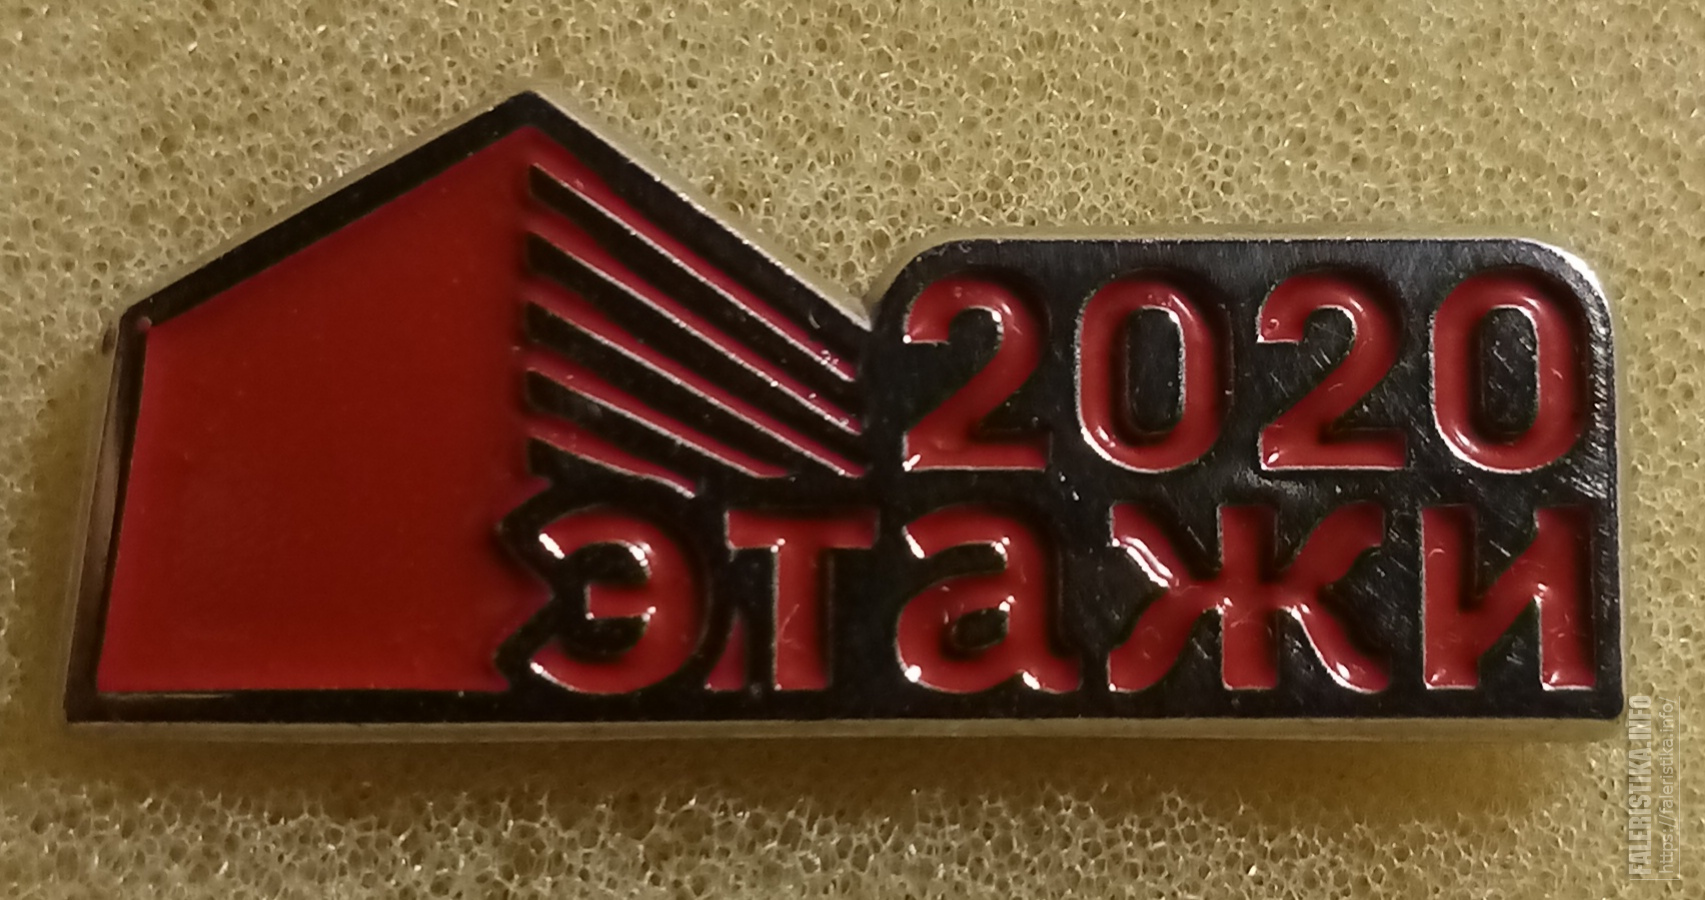 2020
этажи
FALERISTIKA.INFO
https://faleristika.info/